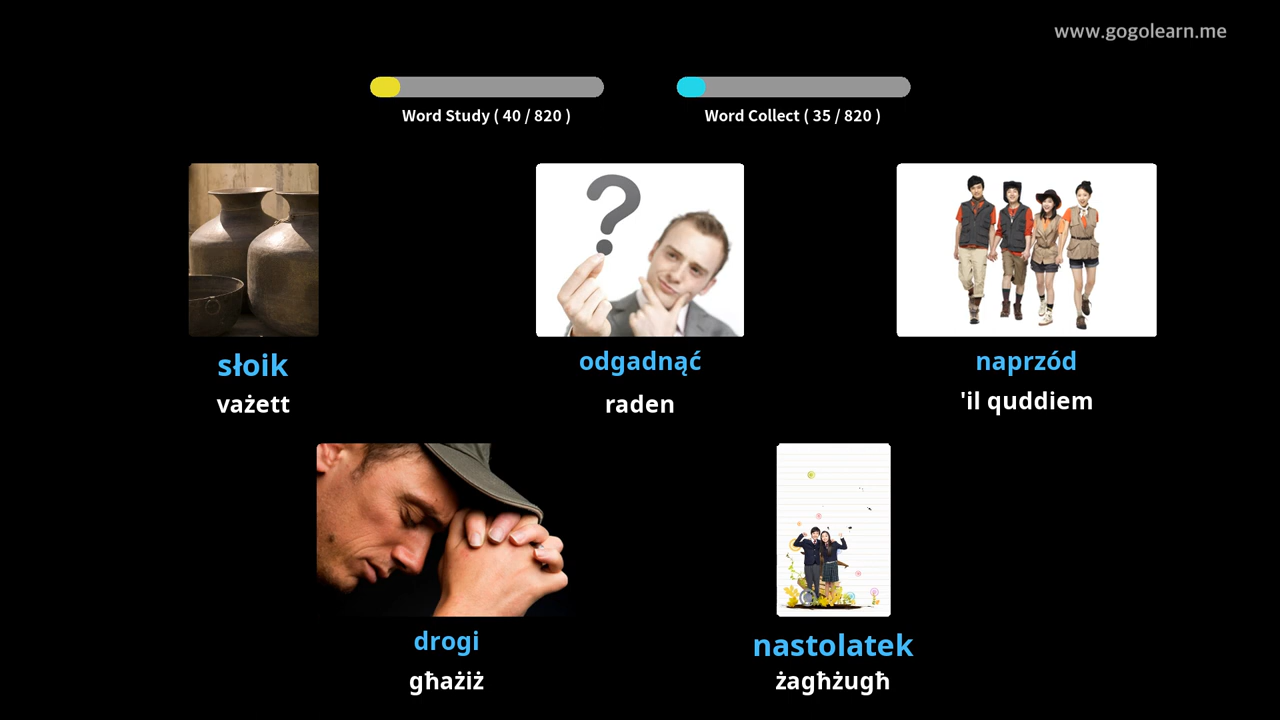 www.gogolearn.me
Word Study ( 40 / 820 )
Word Collect ( 35 / 820 )
słoik
vażett
odgadnąć
raden
naprzód
'il quddiem
drogi
għażiż
nastolatek
żagħżugħ